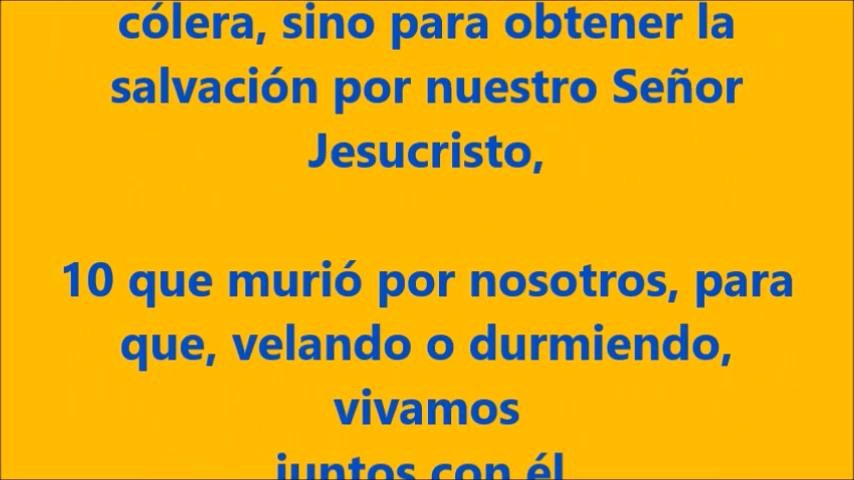 cólera, sino para obtener la
salvación por nuestro Señor
Jesucristo,
10 que murió por nosotros, para
que, velando o durmiendo,
vivamos
juntos con él